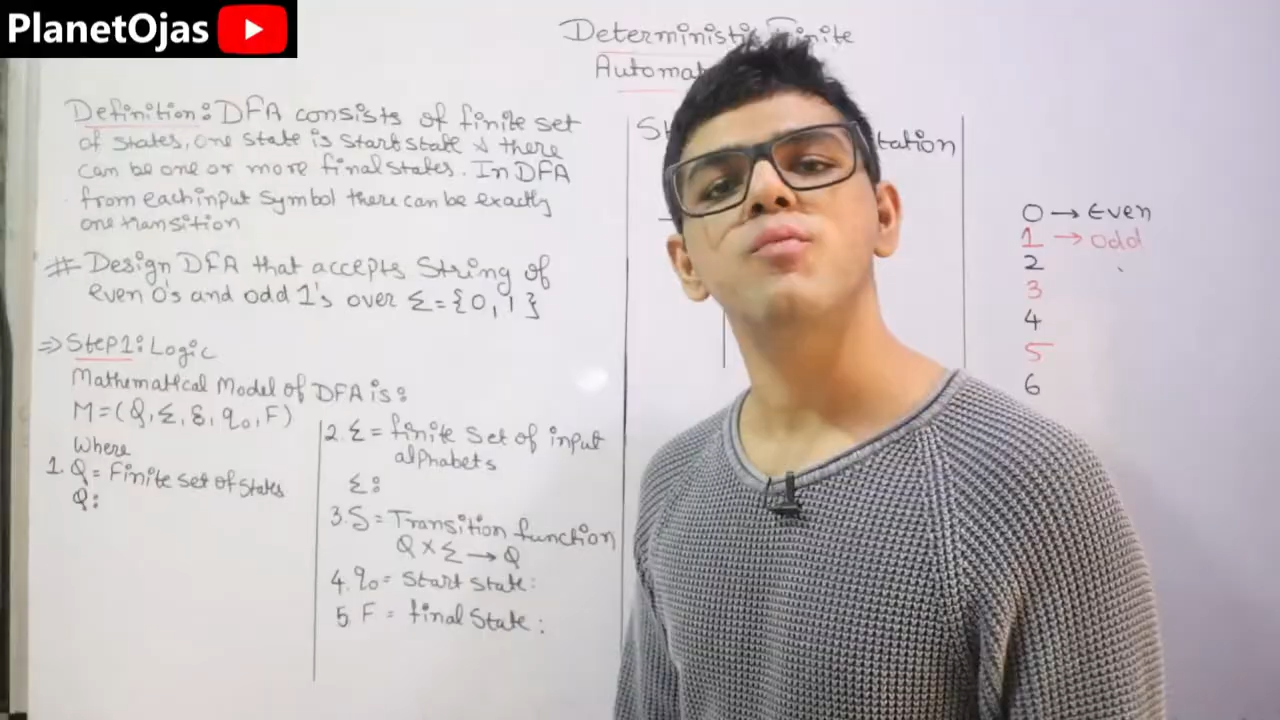 PlanetOjas
Deterministic Finite
Automat
Definition: DFA consists of finite set
of states, one state is start state & there
can be one or more final states. In DFA
from each input symbol there can be exactly
one transition
# Design DFA that accepts String of
even 0's and odd 1's over Σ={0,1}
⇒ Step1: Logic
Mathematical Model of DFA is:
M=(Q,Σ,δ,q0,F)
Where
1. Q = Finite set of states
Q:
2. Σ = finite set of input
alphabets
Σ:
3. δ = Transition function
Q × Σ → Q
4. q0 = Start state:
5. F = final State:
St
tation
0 → Even
1 → odd
2
3
4
5
6